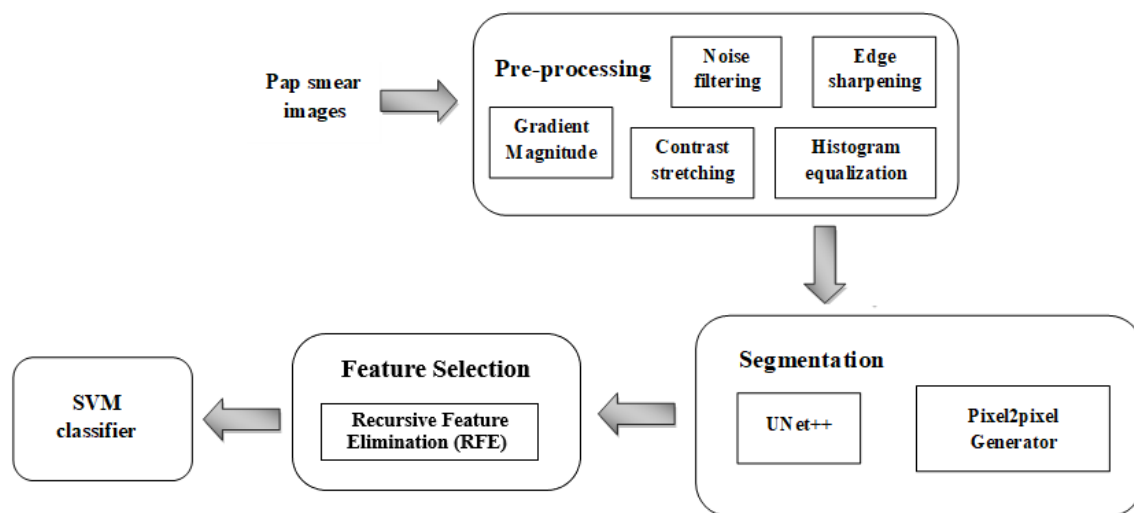 Pap smear
images
Pre-processing
Noise
filtering
Edge
sharpening
Gradient
Magnitude
Contrast
stretching
Histogram
equalization
Segmentation
UNet++
Pixel2pixel
Generator
Feature Selection
Recursive Feature
Elimination (RFE)
SVM
classifier